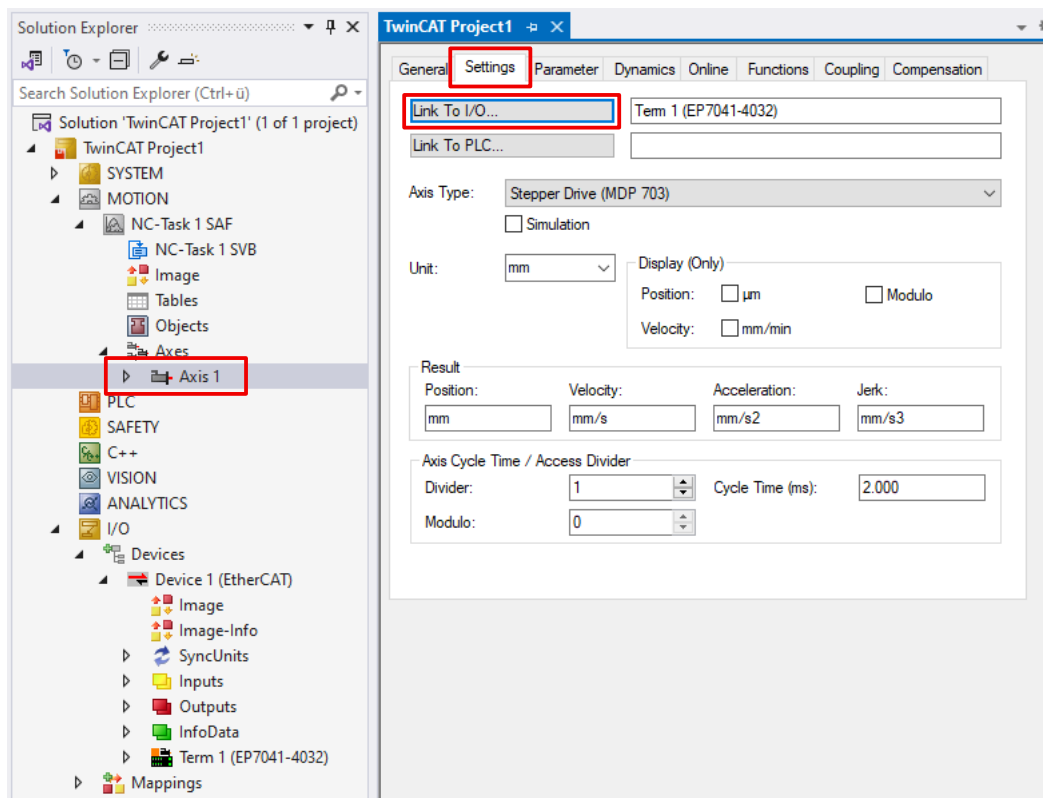 Solution Explorer
Search Solution Explorer (Ctrl+ü)
Solution 'TwinCAT Project1' (1 of 1 project)
TwinCAT Project1
SYSTEM
MOTION
NC-Task 1 SAF
NC-Task 1 SVB
Image
Tables
Objects
Axes
Axis 1
PLC
SAFETY
C++
VISION
ANALYTICS
I/O
Devices
Device 1 (EtherCAT)
Image
Image-Info
SyncUnits
Inputs
Outputs
InfoData
Term 1 (EP7041-4032)
Mappings
TwinCAT Project1
General Settings Parameter Dynamics Online Functions Coupling Compensation
Link To I/O... Term 1 (EP7041-4032)
Link To PLC...
Axis Type: Stepper Drive (MDP 703)
Simulation
Unit: mm Display (Only)
Position: µm Modulo
Velocity: mm/min
Result
Position: Velocity: Acceleration: Jerk:
mm mm/s mm/s2 mm/s3
Axis Cycle Time / Access Divider
Divider: 1 Cycle Time (ms): 2.000
Modulo: 0